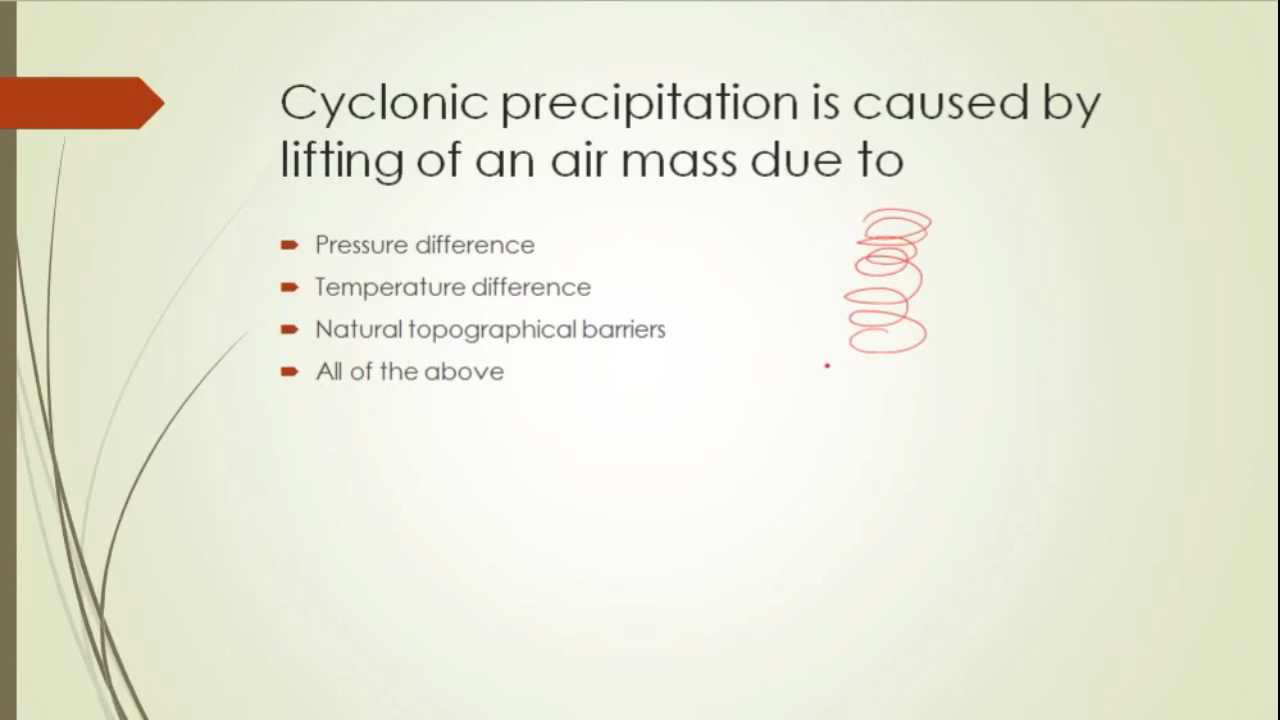 Cyclonic precipitation is caused by
lifting of an air mass due to
Pressure difference
Temperature difference
Natural topographical barriers
All of the above